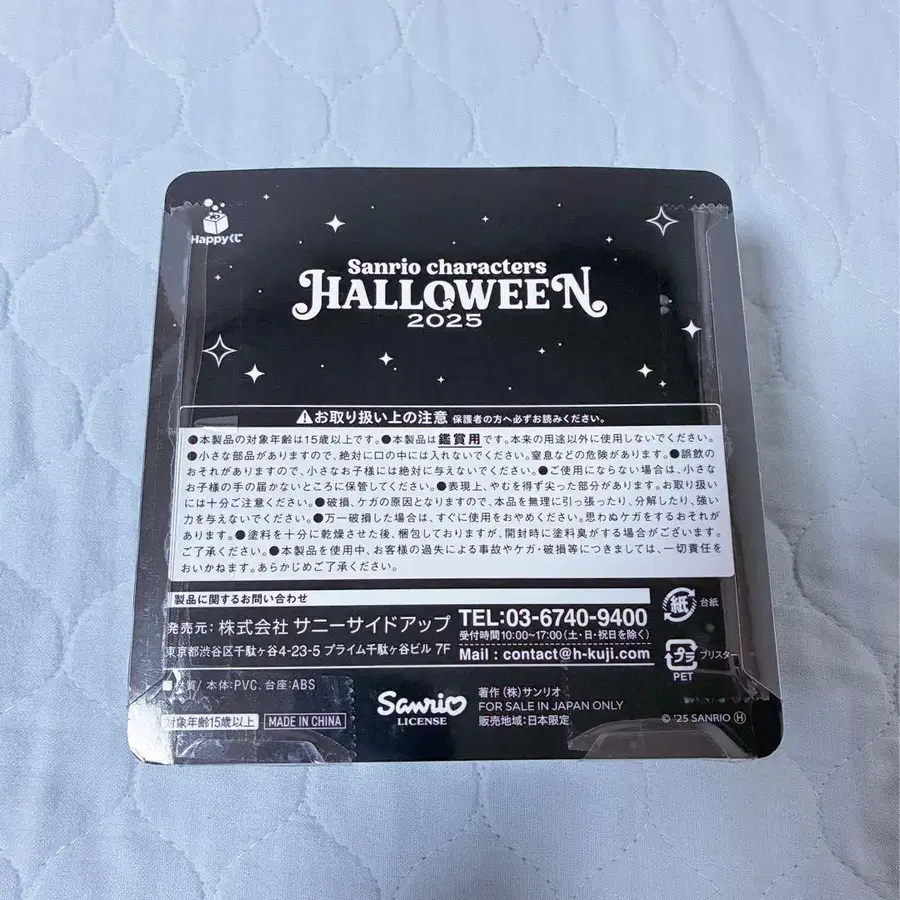 Happyくじ
Sanrio characters
HALLOWEEN
2025
お取り扱い上の注意 保護者の方へ必ずお読みください。
●本製品の対象年齢は15歳以上です。●本製品は鑑賞用です。本来の用途以外に使用しないでください。
●小さな部品がありますので、絶対に口の中には入れないでください。窒息などの危険があります。●誤飲の
おそれがありますので、小さなお子様には絶対に与えないでください。●ご使用にならない場合は、小さな
お子様の手の届かないところに保管してください。●表現上、やむを得ず尖った部分があります。お取り扱い
には十分ご注意ください。●破損、ケガの原因となりますので、本品を無理に引っ張ったり、分解したり、強い
力を与えないでください。●万一破損した場合は、すぐに使用をおやめください。思わぬケガをするおそれが
あります。●塗料を十分に乾燥させた後、梱包しておりますが、開封時に塗料臭がする場合がございます。
ご了承ください。●本製品を使用中、お客様の過失による事故やケガ・破損等につきましては、一切責任を
おいかねます。あらかじめご了承ください。
製品に関するお問い合わせ
発売元:株式会社 サニーサイドアップ
東京都渋谷区千駄ヶ谷4-23-5 プライム千駄ヶ谷ビル 7F
TEL:03-6740-9400
受付時間10:00~17:00(土・日・祝日を除く)
Mail:contact@h-kuji.com
紙 台紙
プラ ブリスター
PET
■材質/本体:PVC、台座:ABS
対象年齢15歳以上 MADE IN CHINA
Sanrio
LICENSE
著作(株)サンリオ
FOR SALE IN JAPAN ONLY
販売地域:日本限定
© '25 SANRIO Ⓗ